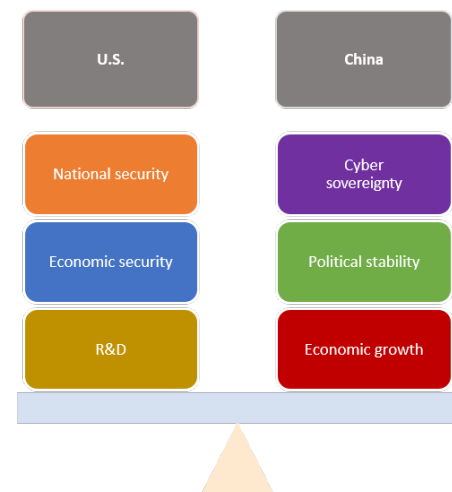 U.S.
China
National security
Cyber
sovereignty
Economic security
Political stability
R&D
Economic growth